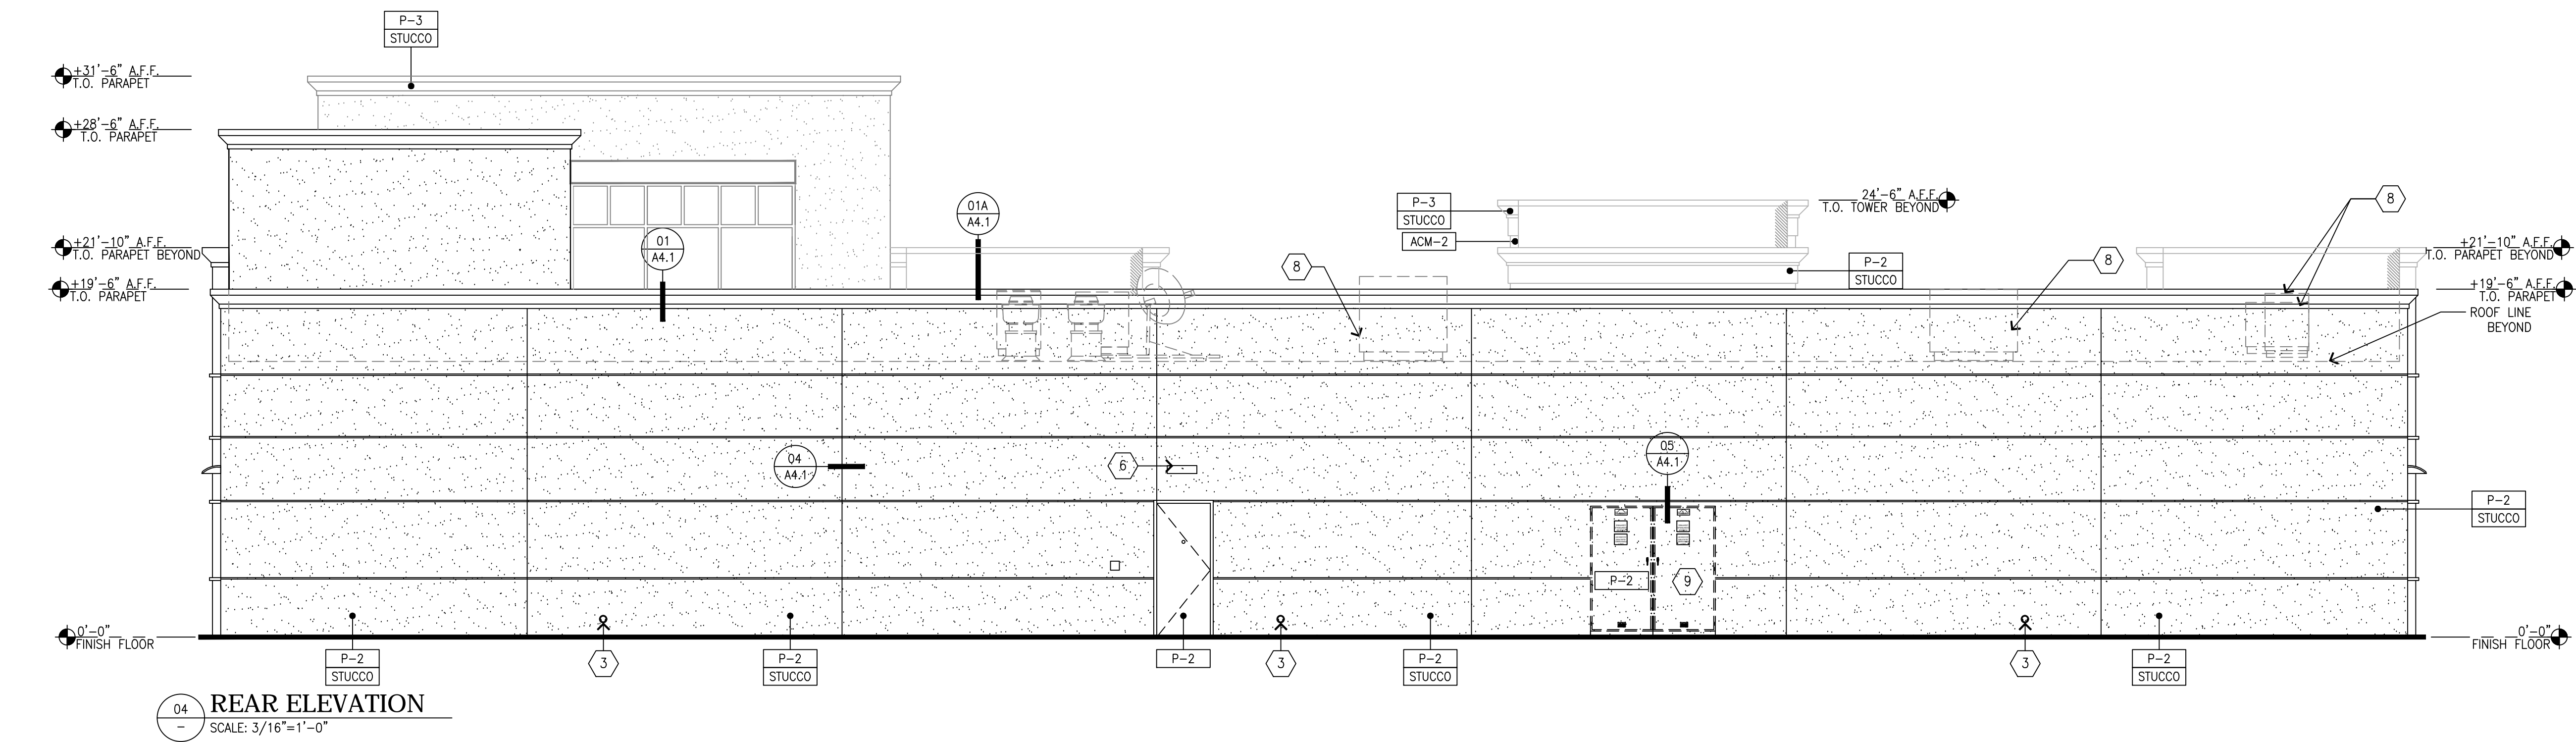 P-3
STUCCO
+31'-6" A.F.F.
T.O. PARAPET
+28'-6" A.F.F.
T.O. PARAPET
01A
A4.1
P-3
STUCCO
ACM-2
24'-6" A.F.F.
T.O. TOWER BEYOND
8
+21'-10" A.F.F.
T.O. PARAPET BEYOND
01
A4.1
8
P-2
STUCCO
8
+21'-10" A.F.F.
T.O. PARAPET BEYOND
+19'-6" A.F.F.
T.O. PARAPET
+19'-6" A.F.F.
T.O. PARAPET
ROOF LINE
BEYOND
04
A4.1
6
05
A4.1
P-2
STUCCO
P-2
9
0'-0"
FINISH FLOOR
0'-0"
FINISH FLOOR
P-2
STUCCO
3
P-2
STUCCO
P-2
3
P-2
STUCCO
3
P-2
STUCCO
04
-
REAR ELEVATION
SCALE: 3/16"=1'-0"